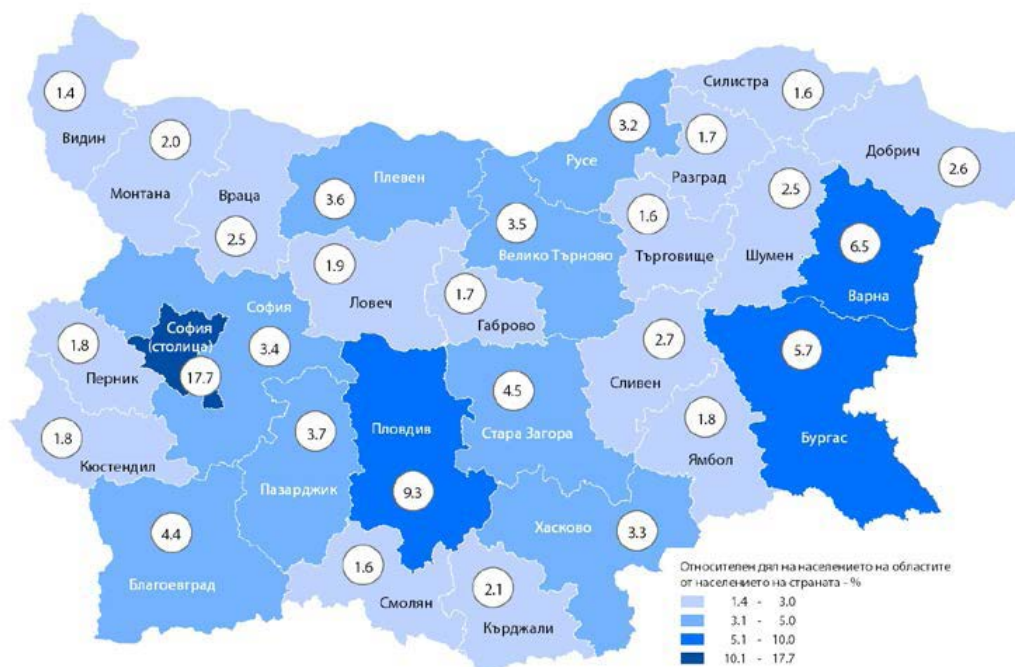 Силистра
1.6
1.4
Видин
2.0
Монтана
Враца
2.5
Плевен
3.6
3.2
Русе
1.7
Разград
Добрич
2.6
3.5
Велико Търново
1.6
Търговище
2.5
Шумен
6.5
Варна
1.9
Ловеч
1.7
Габрово
София
3.4
София
(столица)
17.7
1.8
Перник
1.8
Кюстендил
3.7
Пазарджик
Пловдив
9.3
4.5
Стара Загора
2.7
Сливен
1.8
Ямбол
5.7
Бургас
4.4
Благоевград
1.6
Смолян
2.1
Кърджали
Хасково
3.3
Относителен дял на населението на областите
от населението на страната - %
1.4 - 3.0
3.1 - 5.0
5.1 - 10.0
10.1 - 17.7